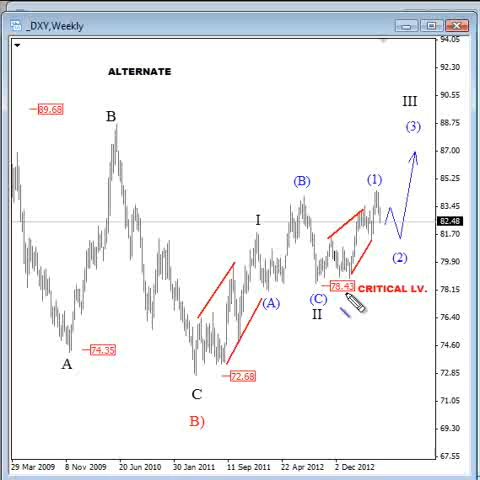 _DXY,Weekly
94.05
ALTERNATE
92.30
90.55
III
89.68
B
(3)
88.75
87.00
(B)
(1)
85.25
83.45
I
82.48
81.70
(2)
79.90
(A)
(C)
78.43
CRITICAL LV.
78.15
II
76.40
74.35
A
74.60
72.68
72.85
C
B)
71.05
69.30
67.55
29 Mar 2009
8 Nov 2009
20 Jun 2010
30 Jan 2011
11 Sep 2011
22 Apr 2012
2 Dec 2012